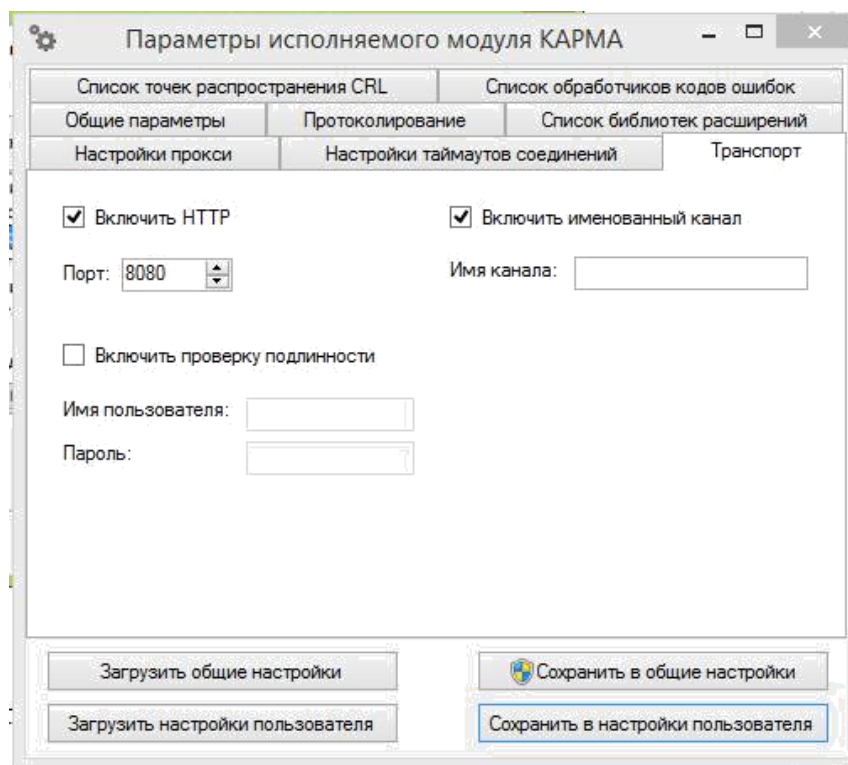 Параметры исполняемого модуля КАРМА
Список точек распространения CRL
Список обработчиков кодов ошибок
Общие параметры
Протоколирование
Список библиотек расширений
Настройки прокси
Настройки таймаутов соединений
Транспорт
Включить HTTP
Включить именованный канал
Порт: 8080
Имя канала:
Включить проверку подлинности
Имя пользователя:
Пароль:
Загрузить общие настройки
Сохранить в общие настройки
Загрузить настройки пользователя
Сохранить в настройки пользователя